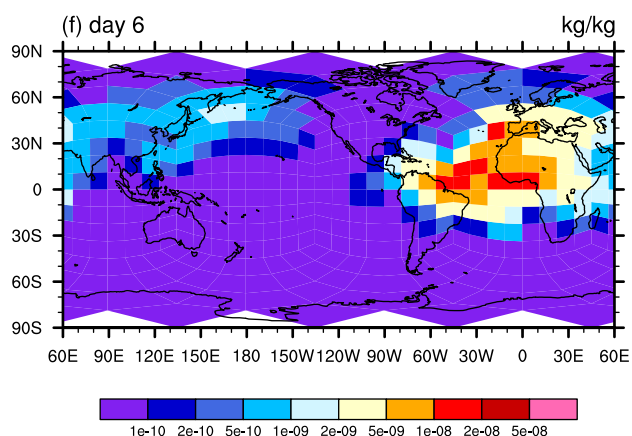 (f) day 6 kg/kg
90N
60N
30N
0
30S
60S
90S
60E 90E 120E 150E 180 150W 120W 90W 60W 30W 0 30E 60E
1e-10 2e-10 5e-10 1e-09 2e-09 5e-09 1e-08 2e-08 5e-08